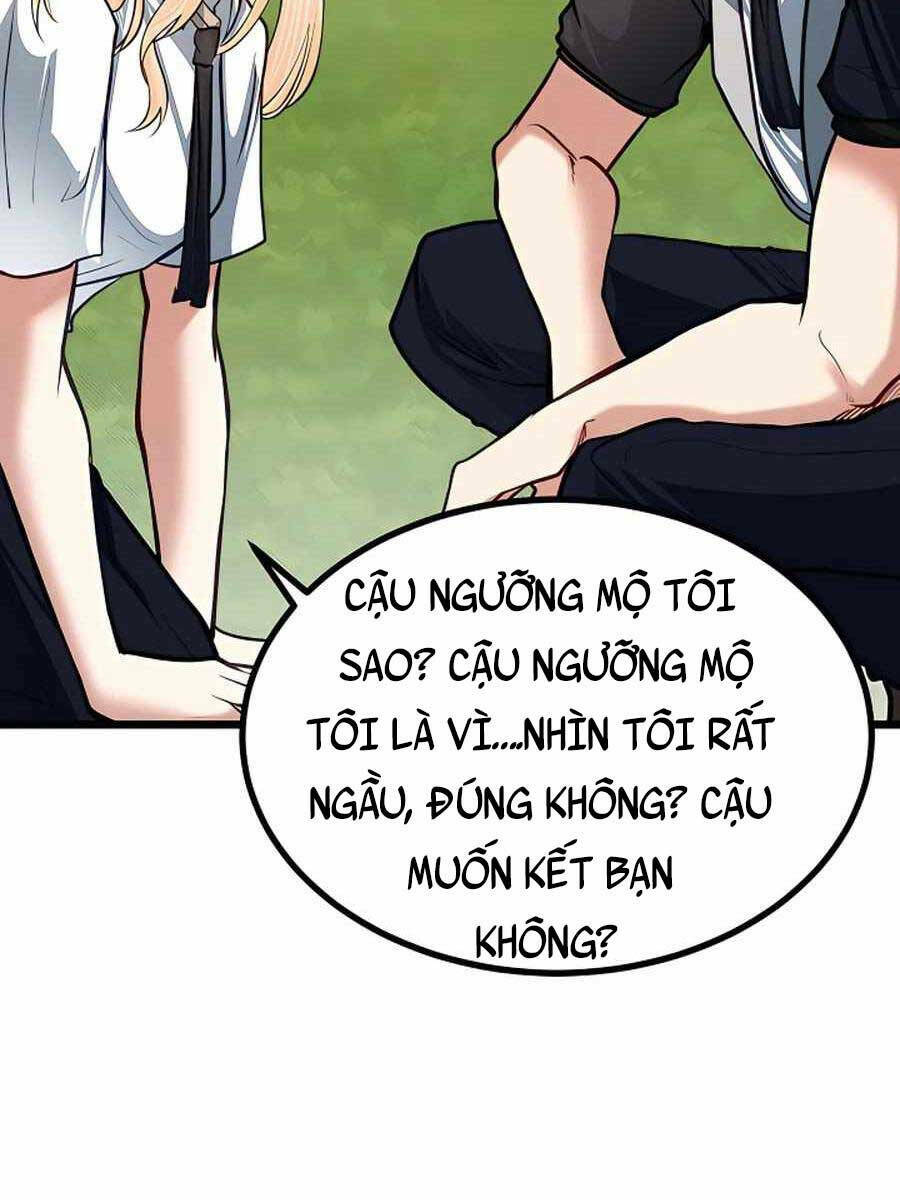 CẬU NGƯỠNG MỘ TÔI
SAO? CẬU NGƯỠNG MỘ
TÔI LÀ VÌ....NHÌN TÔI RẤT
NGẦU, ĐÚNG KHÔNG? CẬU
MUỐN KẾT BẠN
KHÔNG?